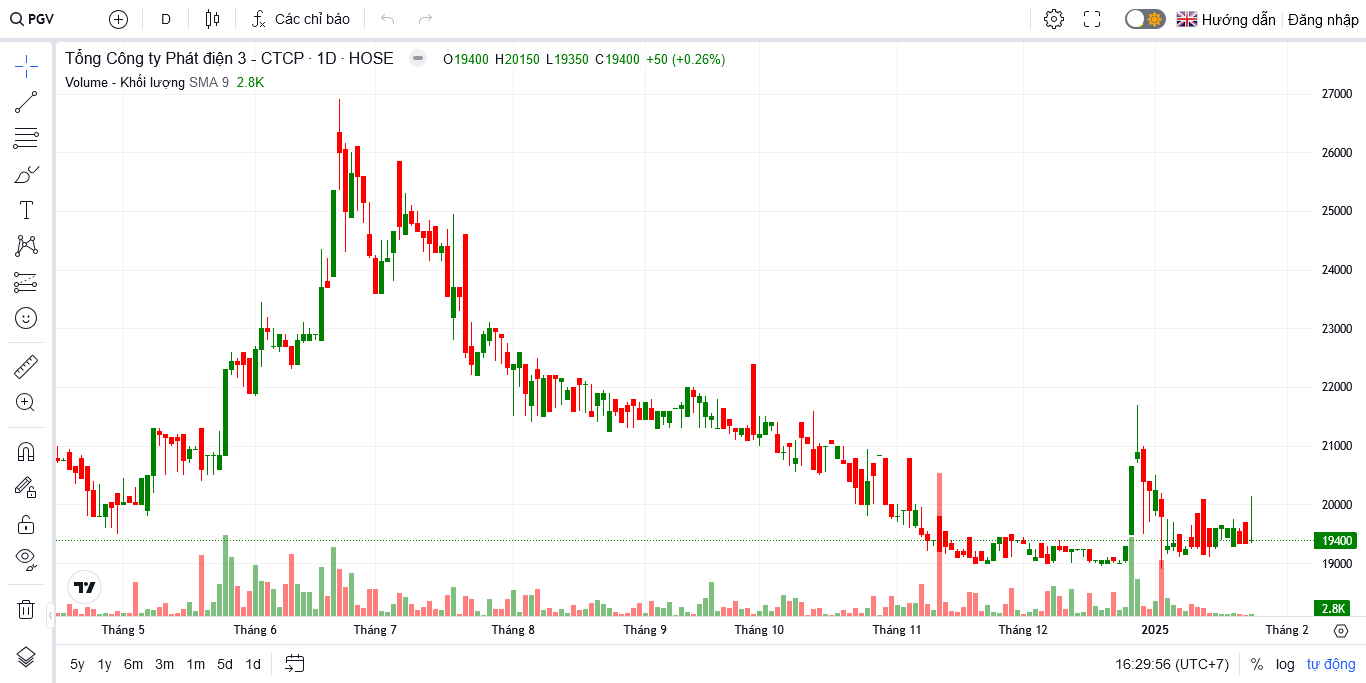 PGV D Các chỉ báo Hướng dẫn Đăng nhập
Tổng Công ty Phát điện 3 - CTCP · 1D · HOSE O19400 H20150 L19350 C19400 +50 (+0.26%)
Volume - Khối lượng SMA 9 2.8K
27000
26000
25000
24000
23000
22000
21000
20000
19400
19000
2.8K
Tháng 5 Tháng 6 Tháng 7 Tháng 8 Tháng 9 Tháng 10 Tháng 11 Tháng 12 2025 Tháng 2
5y 1y 6m 3m 1m 5d 1d 16:29:56 (UTC+7) % log tự động